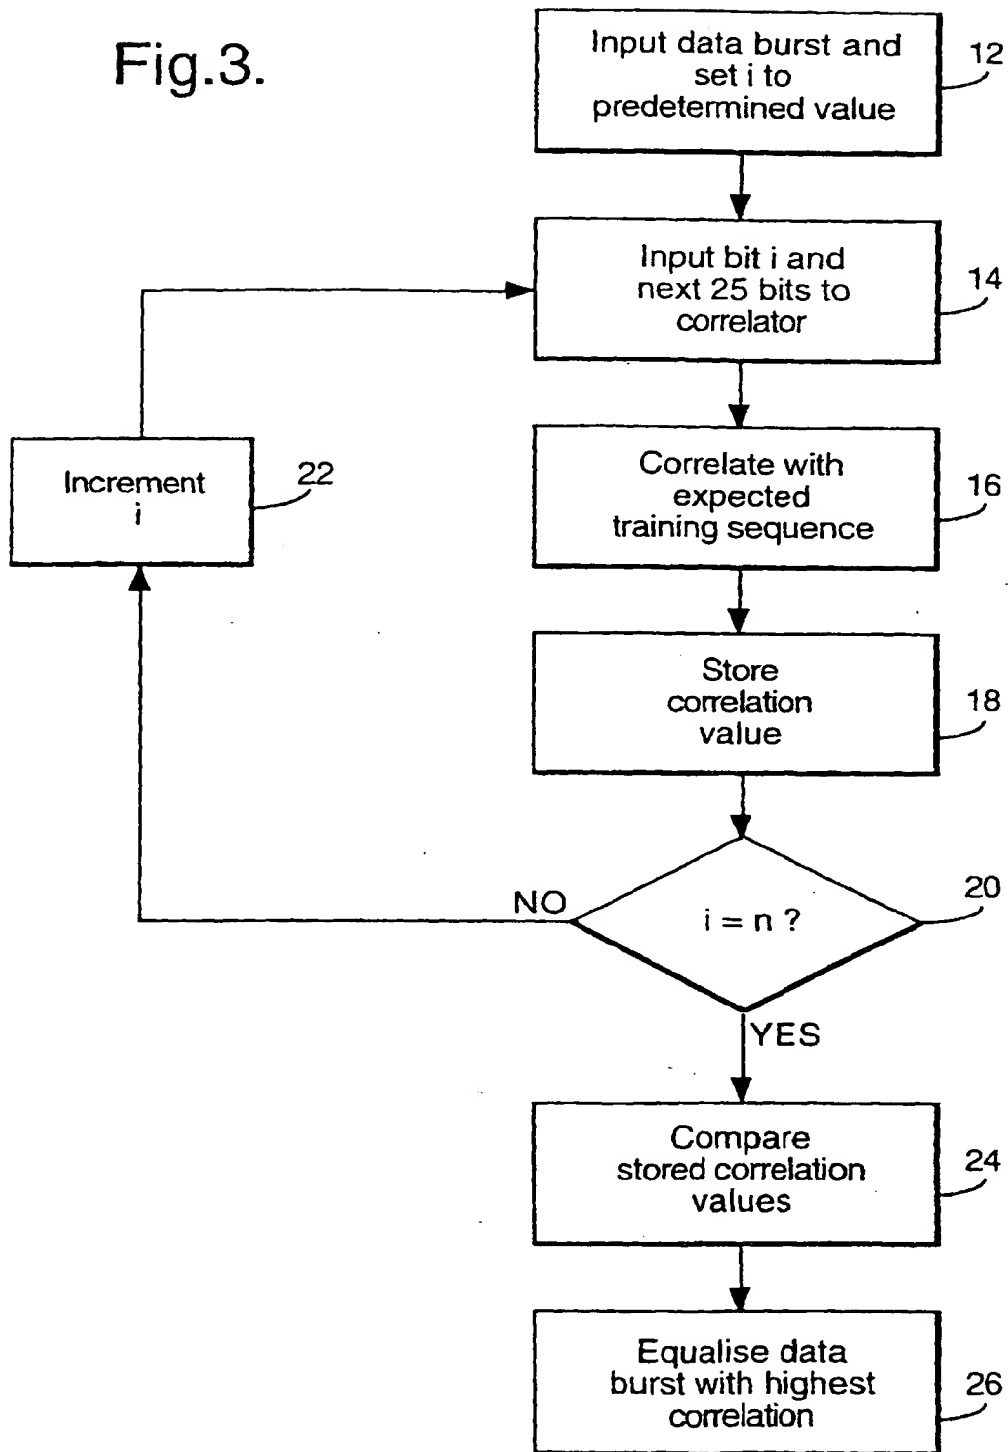 Fig.3.
Input data burst and
set i to
predetermined value
12
Input bit i and
next 25 bits to
correlator
14
Increment
i
22
Correlate with
expected
training sequence
16
Store
correlation
value
18
NO
i = n ?
20
YES
Compare
stored correlation
values
24
Equalise data
burst with highest
correlation
26